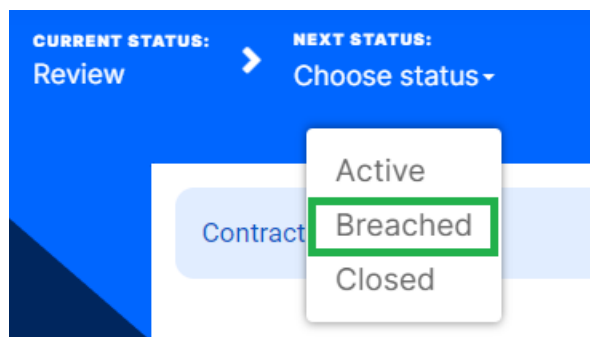 CURRENT STATUS:
Review
NEXT STATUS:
Choose status
Active
Breached
Closed
Contract